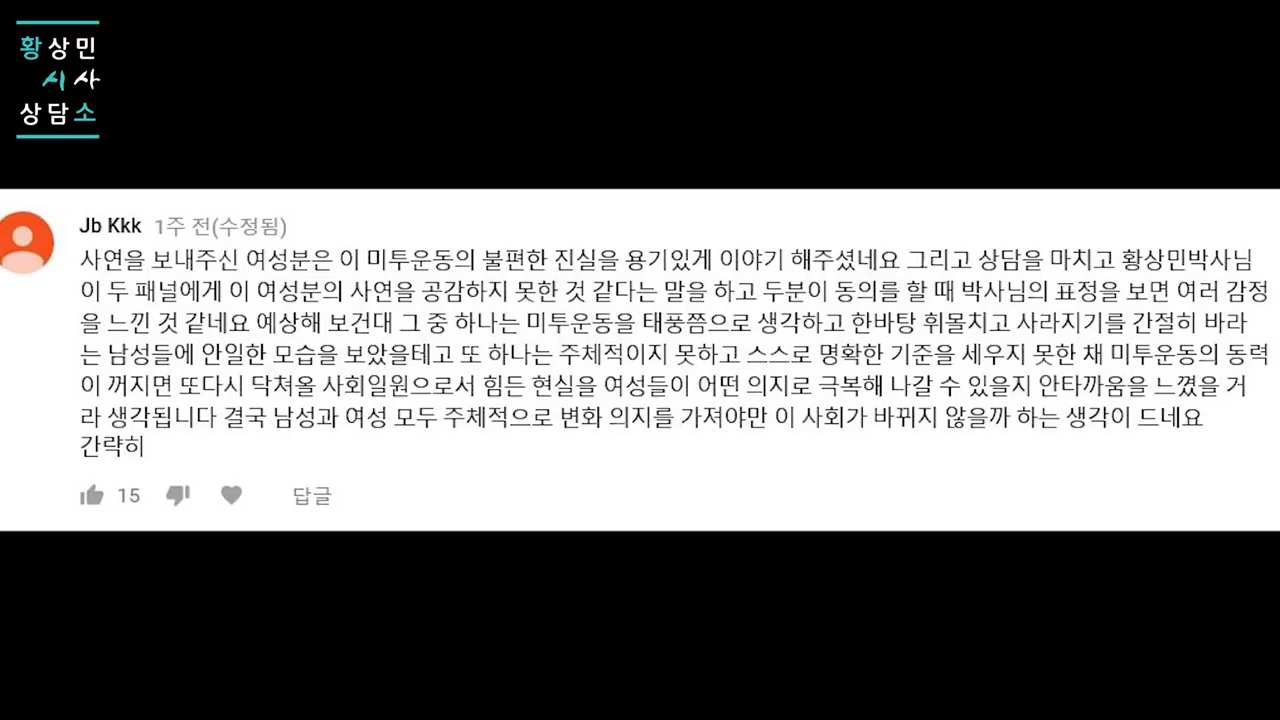 황상민
시사
상담소
Jb Kkk 1주 전(수정됨)
사연을 보내주신 여성분은 이 미투운동의 불편한 진실을 용기있게 이야기 해주셨네요 그리고 상담을 마치고 황상민박사님
이 두 패널에게 이 여성분의 사연을 공감하지 못한 것 같다는 말을 하고 두분이 동의를 할 때 박사님의 표정을 보면 여러 감정
을 느낀 것 같네요 예상해 보건대 그 중 하나는 미투운동을 태풍쯤으로 생각하고 한바탕 휘몰치고 사라지기를 간절히 바라
는 남성들에 안일한 모습을 보았을테고 또 하나는 주체적이지 못하고 스스로 명확한 기준을 세우지 못한 채 미투운동의 동력
이 꺼지면 또다시 닥쳐올 사회일원으로서 힘든 현실을 여성들이 어떤 의지로 극복해 나갈 수 있을지 안타까움을 느꼈을 거
라 생각됩니다 결국 남성과 여성 모두 주체적으로 변화 의지를 가져야만 이 사회가 바뀌지 않을까 하는 생각이 드네요
간략히
15 답글